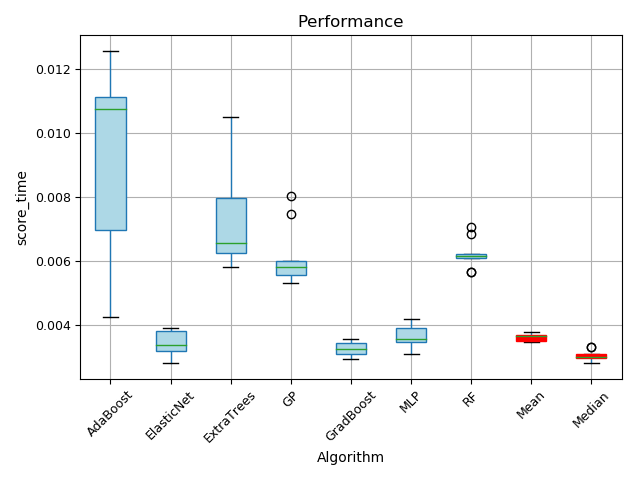 Performance
score_time
0.012
0.010
0.008
0.006
0.004
AdaBoost
ElasticNet
ExtraTrees
GP
GradBoost
MLP
RF
Mean
Median
Algorithm